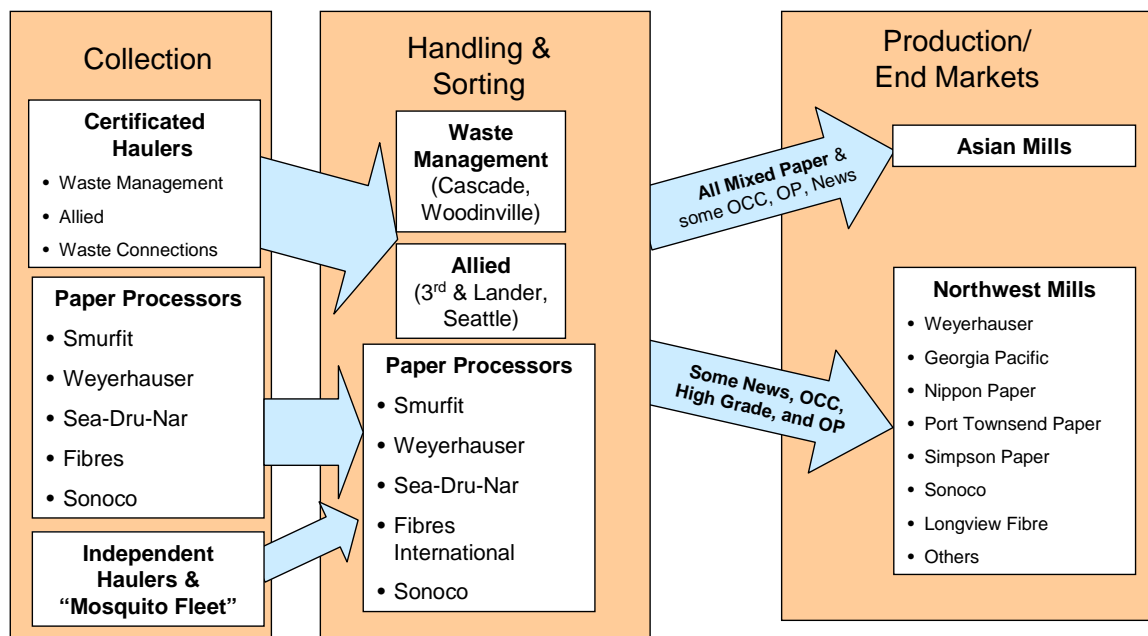 Collection
Certificated
Haulers
• Waste Management
• Allied
• Waste Connections
Paper Processors
• Smurfit
• Weyerhauser
• Sea-Dru-Nar
• Fibres
• Sonoco
Independent
Haulers &
“Mosquito Fleet”
Handling &
Sorting
Waste
Management
(Cascade,
Woodinville)
Allied
(3rd & Lander,
Seattle)
Paper Processors
• Smurfit
• Weyerhauser
• Sea-Dru-Nar
• Fibres
International
• Sonoco
All Mixed Paper &
some OCC, OP, News
Some News, OCC,
High Grade, and OP
Production/
End Markets
Asian Mills
Northwest Mills
• Weyerhauser
• Georgia Pacific
• Nippon Paper
• Port Townsend Paper
• Simpson Paper
• Sonoco
• Longview Fibre
• Others